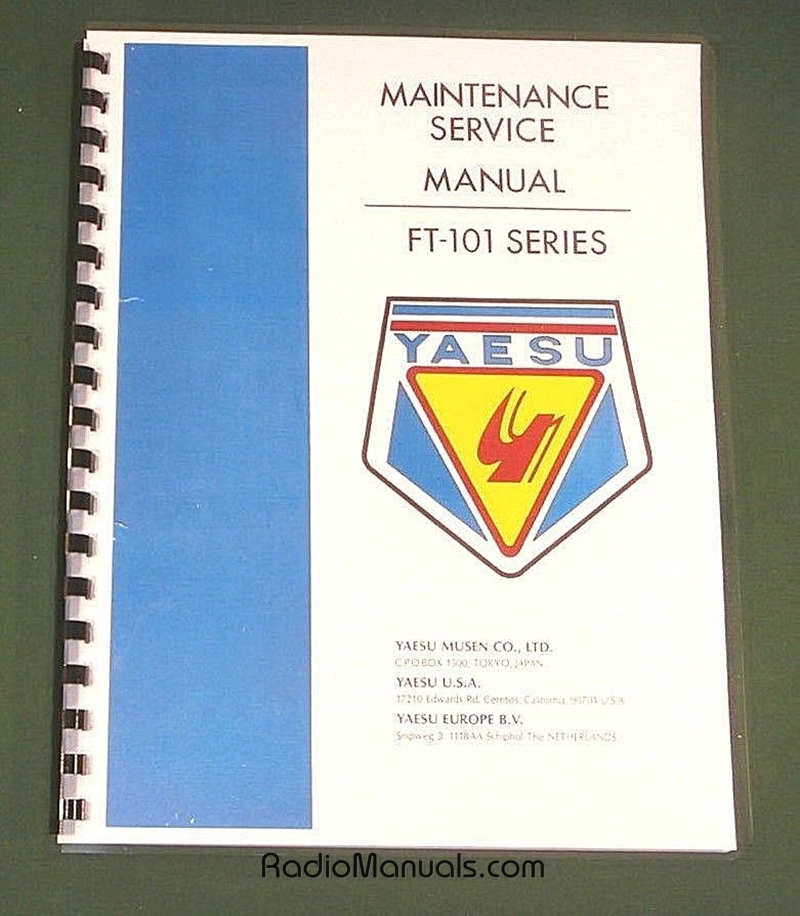 MAINTENANCE
SERVICE
MANUAL
FT-101 SERIES
YAESU
YAESU MUSEN CO., LTD.
C.P.O BOX 1500, TOKYO, JAPAN
YAESU U.S.A.
17210 Edwards Rd. Cerritos, California 90701 U.S.A.
YAESU EUROPE B.V.
Snipweg 3 1118AA Schiphol The NETHERLANDS
RadioManuals.com